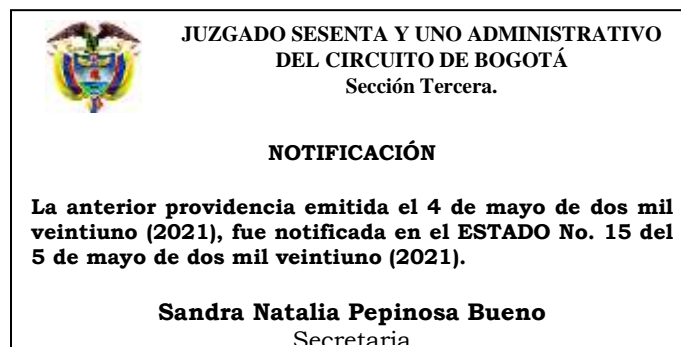 JUZGADO SESENTA Y UNO ADMINISTRATIVO
DEL CIRCUITO DE BOGOTÁ
Sección Tercera.
NOTIFICACIÓN
La anterior providencia emitida el 4 de mayo de dos mil
veintiuno (2021), fue notificada en el ESTADO No. 15 del
5 de mayo de dos mil veintiuno (2021).
Sandra Natalia Pepinosa Bueno
Secretaria